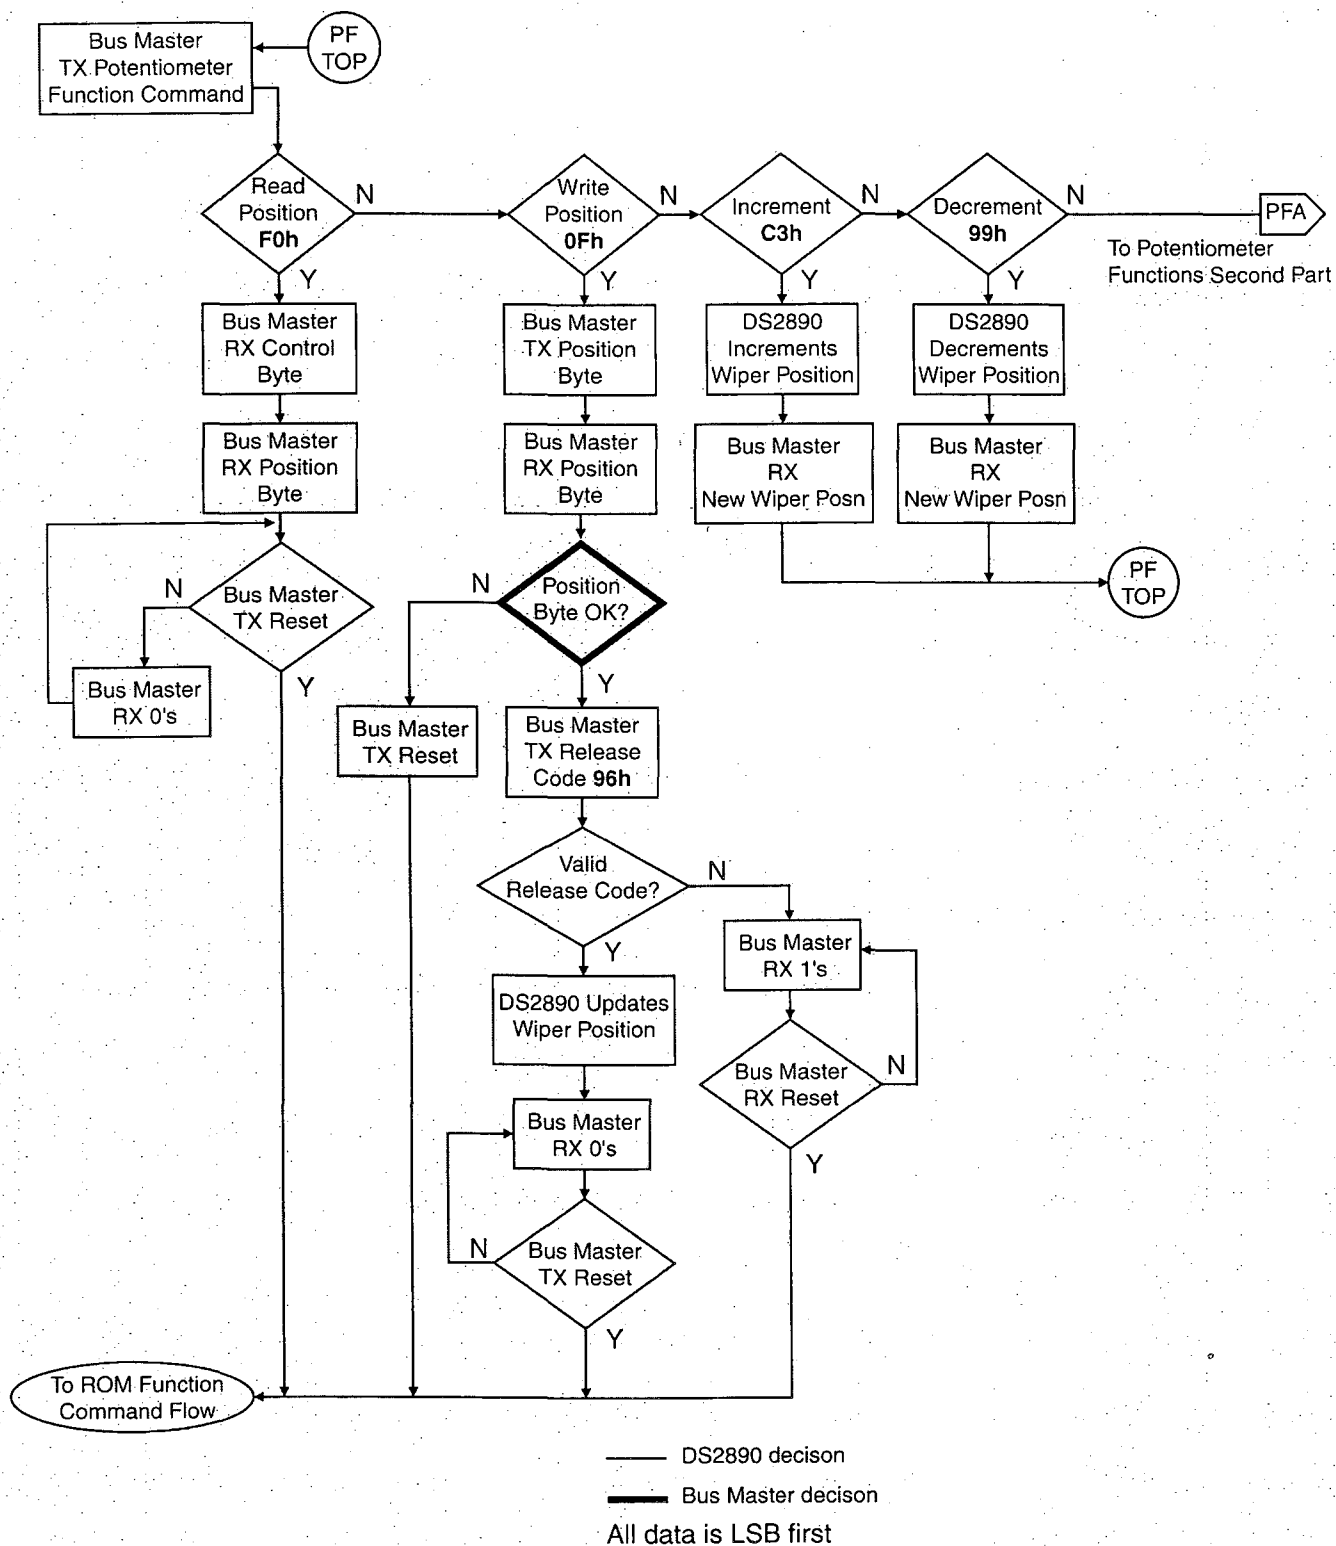 Bus Master
TX Potentiometer
Function Command
PF
TOP
Read
Position
F0h
N
Y
Write
Position
0Fh
N
Y
Increment
C3h
N
Y
Decrement
99h
N
Y
PFA
To Potentiometer
Functions Second Part
Bus Master
RX Control
Byte
Bus Master
TX Position
Byte
DS2890
Increments
Wiper Position
DS2890
Decrements
Wiper Position
Bus Master
RX Position
Byte
Bus Master
RX Position
Byte
Bus Master
RX
New Wiper Posn
Bus Master
RX
New Wiper Posn
PF
TOP
N
Bus Master
TX Reset
Y
Bus Master
RX 0's
N
Position
Byte OK?
Y
Bus Master
TX Reset
Bus Master
TX Release
Code 96h
Valid
Release Code?
N
Y
Bus Master
RX 1's
DS2890 Updates
Wiper Position
Bus Master
RX Reset
N
Y
Bus Master
RX 0's
N
Bus Master
TX Reset
Y
To ROM Function
Command Flow
DS2890 decison
Bus Master decison
All data is LSB first